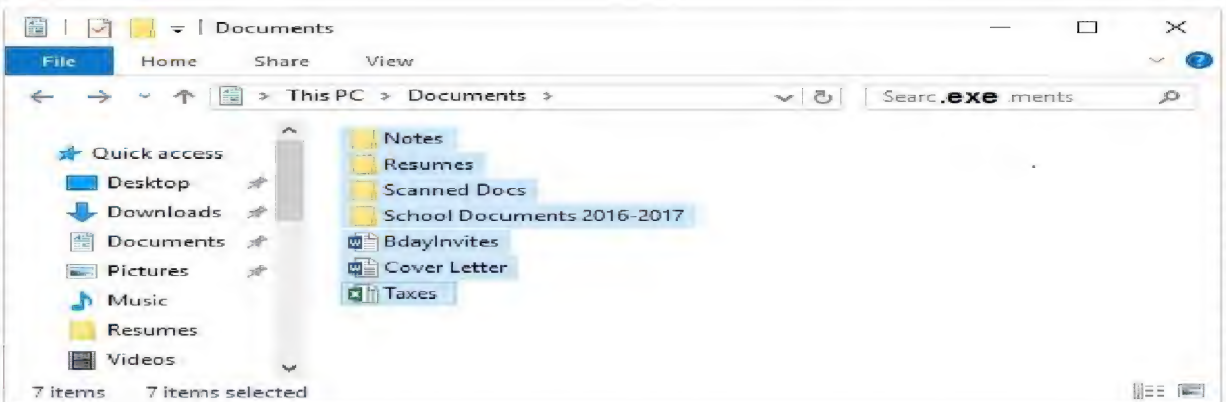 Documents
File Home Share View
This PC > Documents >
Searc.exe ments
Quick access
Desktop
Downloads
Documents
Pictures
Music
Resumes
Videos
Notes
Resumes
Scanned Docs
School Documents 2016-2017
BdayInvites
Cover Letter
Taxes
7 items 7 items selected